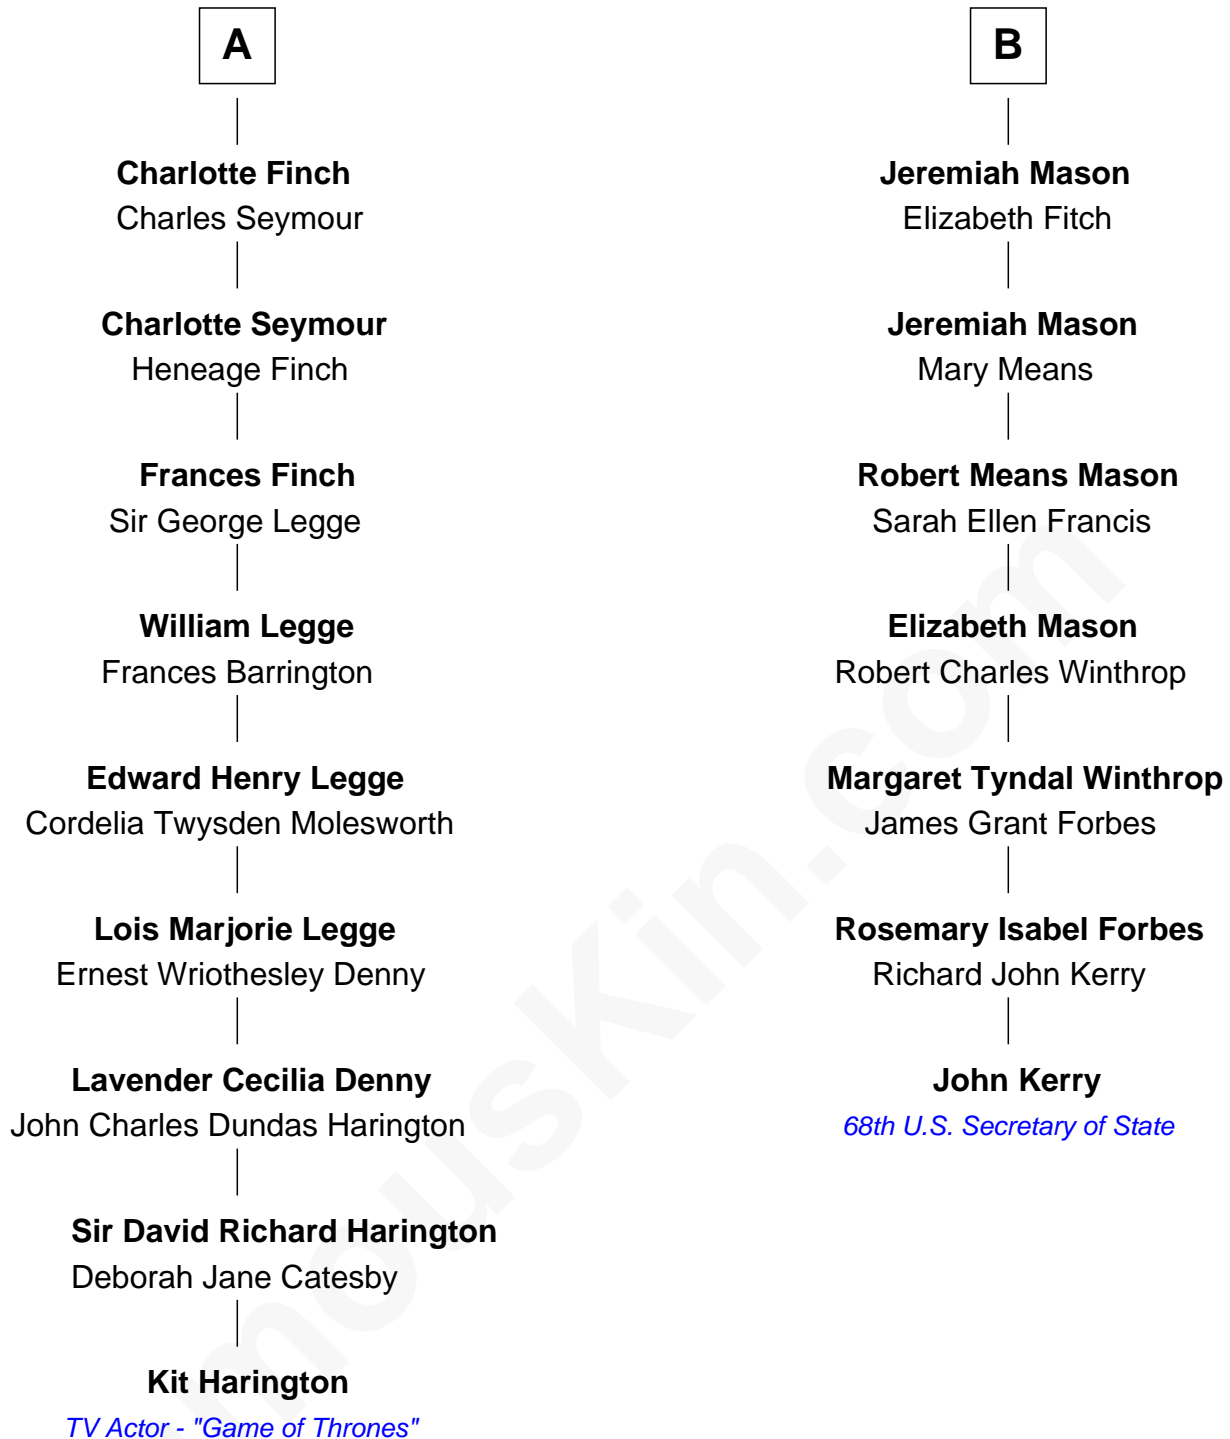 A
Charlotte Finch
Charles Seymour
Charlotte Seymour
Heneage Finch
Frances Finch
Sir George Legge
William Legge
Frances Barrington
Edward Henry Legge
Cordelia Twysden Molesworth
Lois Marjorie Legge
Ernest Wriothesley Denny
Lavender Cecilia Denny
John Charles Dundas Harington
Sir David Richard Harington
Deborah Jane Catesby
Kit Harington
TV Actor - "Game of Thrones"
B
Jeremiah Mason
Elizabeth Fitch
Jeremiah Mason
Mary Means
Robert Means Mason
Sarah Ellen Francis
Elizabeth Mason
Robert Charles Winthrop
Margaret Tyndal Winthrop
James Grant Forbes
Rosemary Isabel Forbes
Richard John Kerry
John Kerry
68th U.S. Secretary of State
mousKin.com